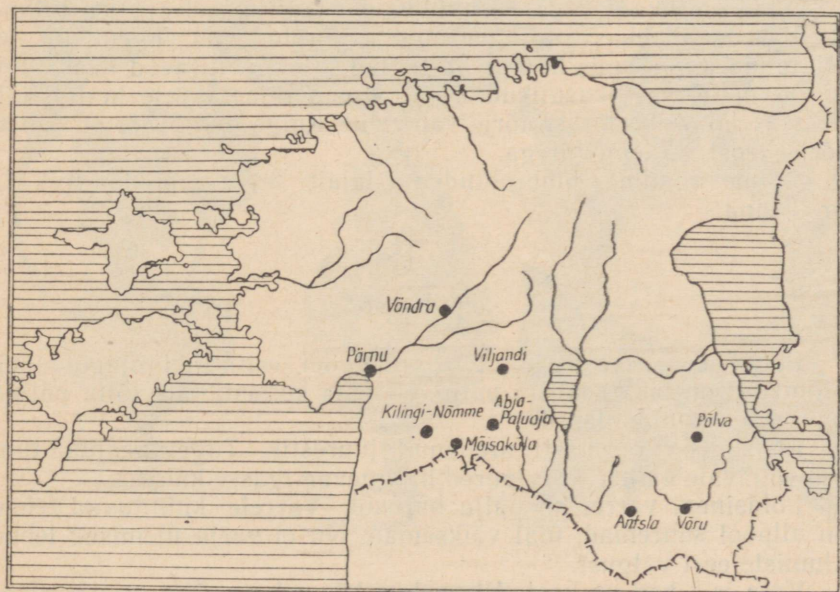 Vändra
Pärnu
Viljandi
Kilingi-Nõmme
Abja-
Paluoja
Mõisaküla
Põlva
Antsla
Võru